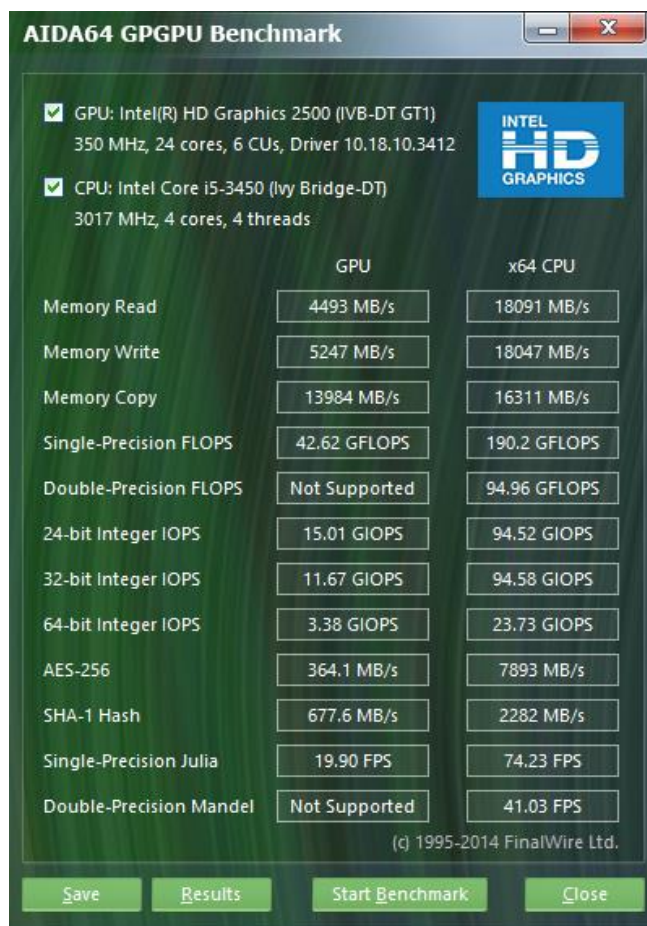 AIDA64 GPGPU Benchmark
GPU: Intel(R) HD Graphics 2500 (IVB-DT GT1)
350 MHz, 24 cores, 6 CUs, Driver 10.18.10.3412
INTEL
HD
GRAPHICS
CPU: Intel Core i5-3450 (Ivy Bridge-DT)
3017 MHz, 4 cores, 4 threads
GPU x64 CPU
Memory Read 4493 MB/s 18091 MB/s
Memory Write 5247 MB/s 18047 MB/s
Memory Copy 13984 MB/s 16311 MB/s
Single-Precision FLOPS 42.62 GFLOPS 190.2 GFLOPS
Double-Precision FLOPS Not Supported 94.96 GFLOPS
24-bit Integer IOPS 15.01 GIOPS 94.52 GIOPS
32-bit Integer IOPS 11.67 GIOPS 94.58 GIOPS
64-bit Integer IOPS 3.38 GIOPS 23.73 GIOPS
AES-256 364.1 MB/s 7893 MB/s
SHA-1 Hash 677.6 MB/s 2282 MB/s
Single-Precision Julia 19.90 FPS 74.23 FPS
Double-Precision Mandel Not Supported 41.03 FPS
(c) 1995-2014 FinalWire Ltd.
Save Results Start Benchmark Close